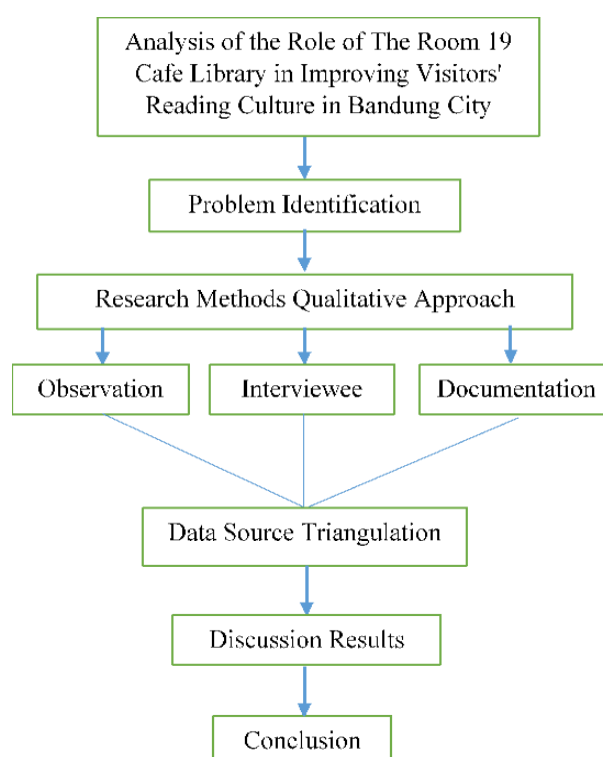 Analysis of the Role of The Room 19
Cafe Library in Improving Visitors'
Reading Culture in Bandung City
Problem Identification
Research Methods Qualitative Approach
Observation
Interviewee
Documentation
Data Source Triangulation
Discussion Results
Conclusion